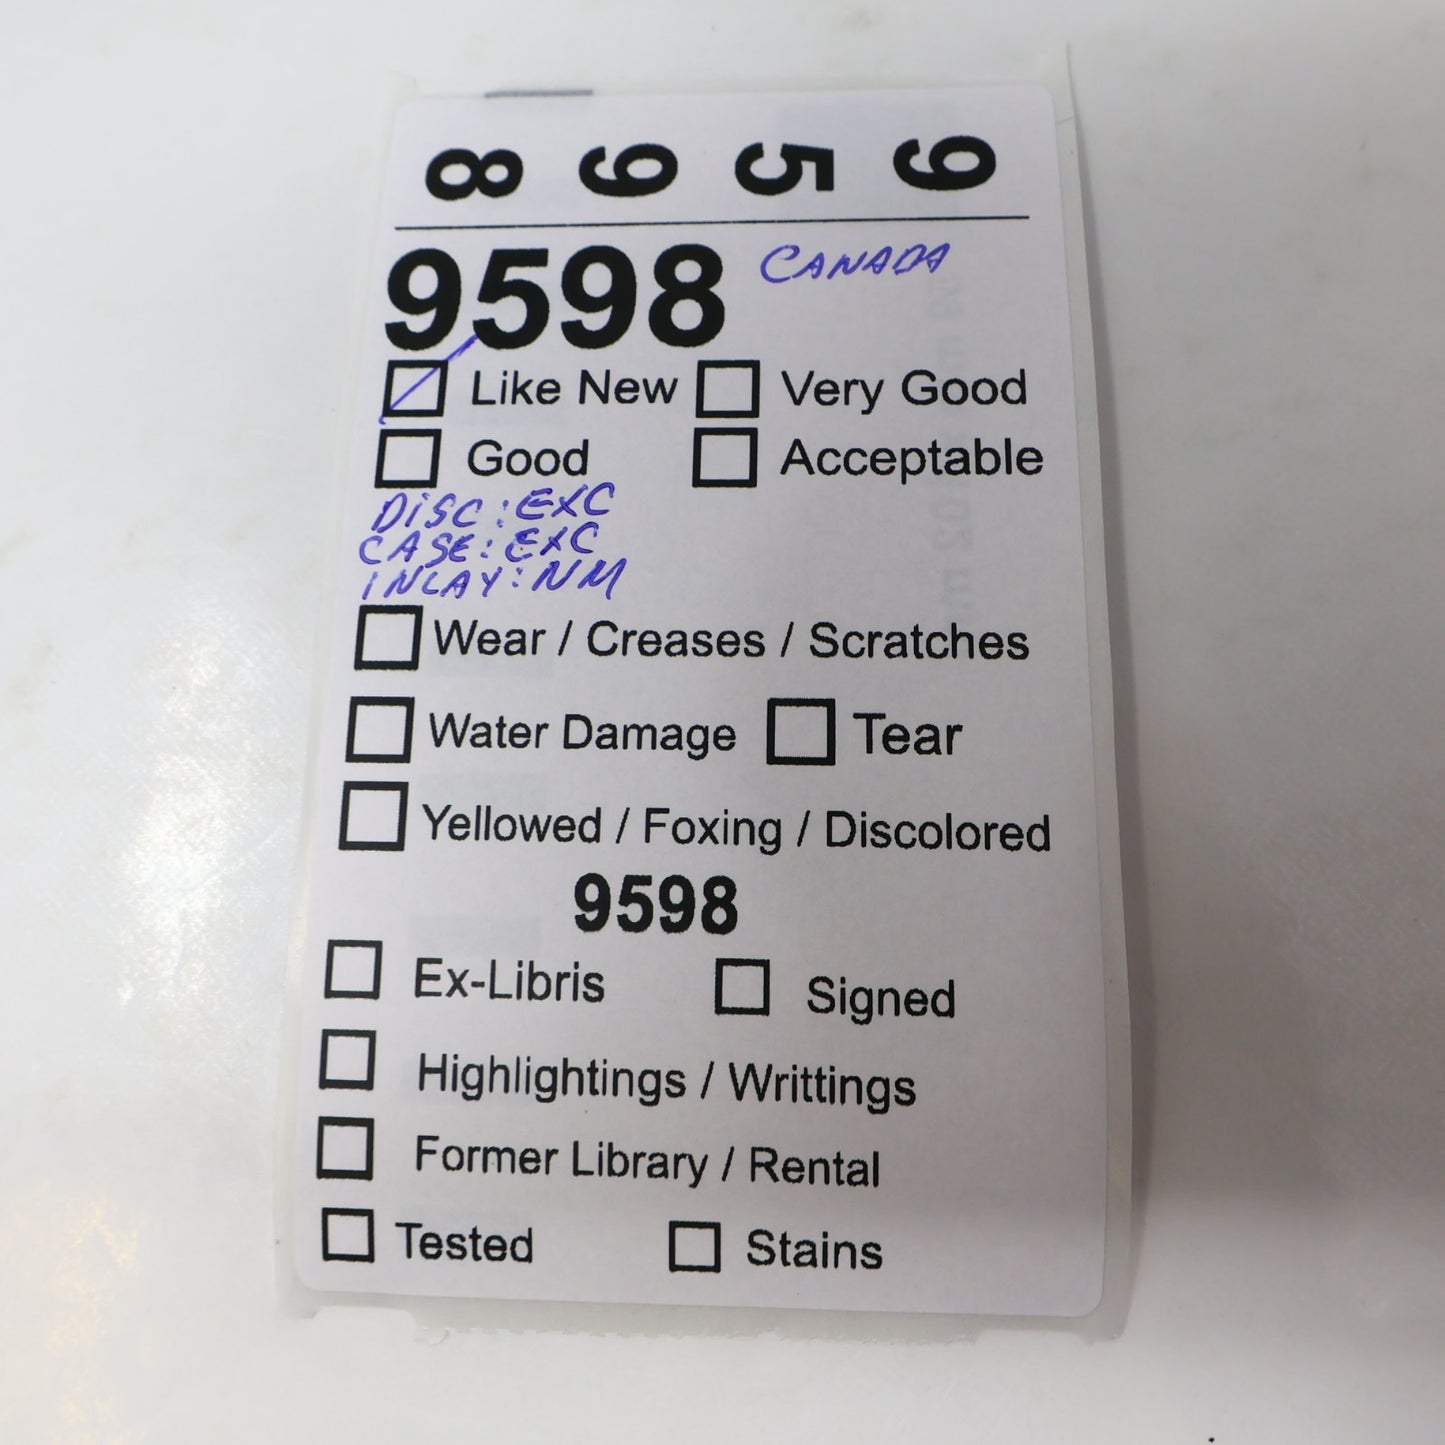 9 5 9 8
9598 CANADA
Like New Very Good
Good Acceptable
DISC: EXC
CASE: EXC
INLAY: NM
Wear / Creases / Scratches
Water Damage Tear
Yellowed / Foxing / Discolored
9598
Ex-Libris Signed
Highlightings / Writtings
Former Library / Rental
Tested Stains